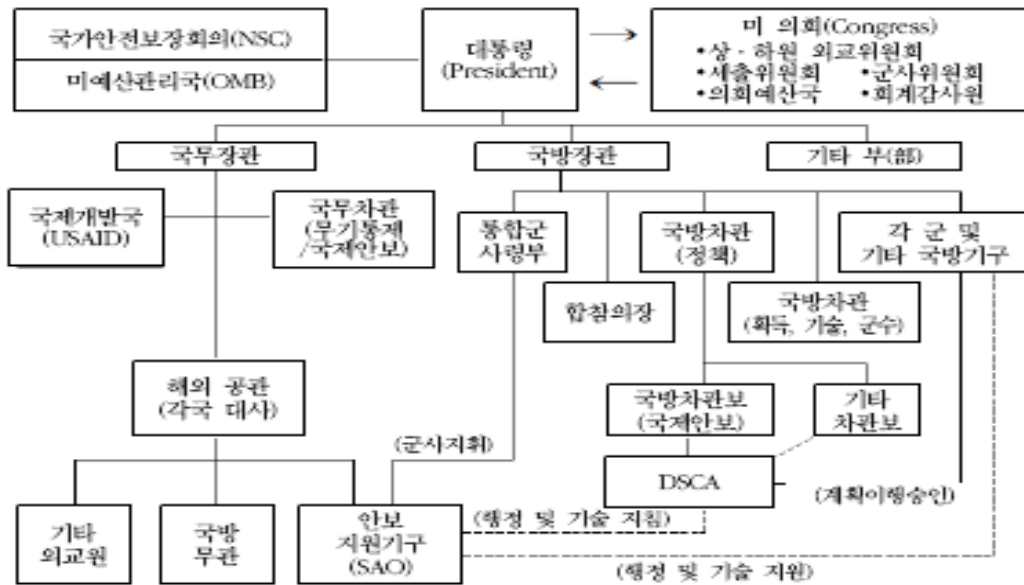 국가안전보장회의(NSC)
미예산관리국(OMB)
대통령
(President)
미 의회(Congress)
•상·하원 외교위원회
•세출위원회 •군사위원회
•의회예산국 •회계감사원
국무장관
국방장관
기타 부(部)
국제개발국
(USAID)
국무차관
(무기통제
/국제안보)
통합군
사령부
국방차관
(정책)
각 군 및
기타 국방기구
합참의장
국방차관
(획득, 기술, 군수)
해외 공관
(각국 대사)
국방차관보
(국제안보)
기타
차관보
(군사지휘)
DSCA
(계획이행승인)
기타
외교원
국방
무관
안보
지원기구
(SAO)
(행정 및 기술 지침)
(행정 및 기술 지원)